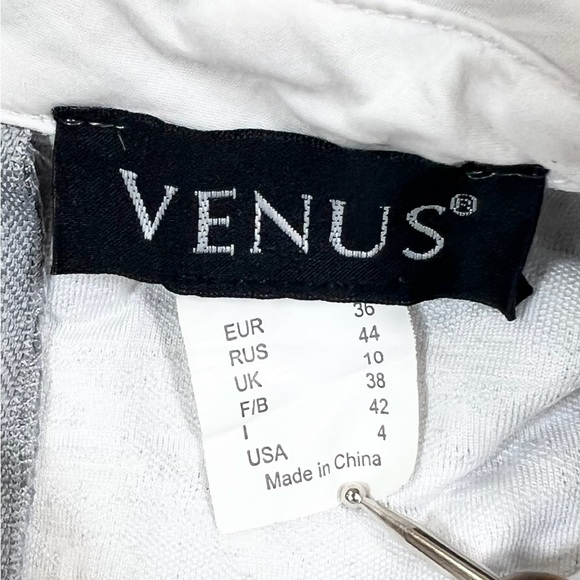 VENUS®
EUR 36
RUS 44
UK 10
F/B 38
I 42
USA 4
Made in China